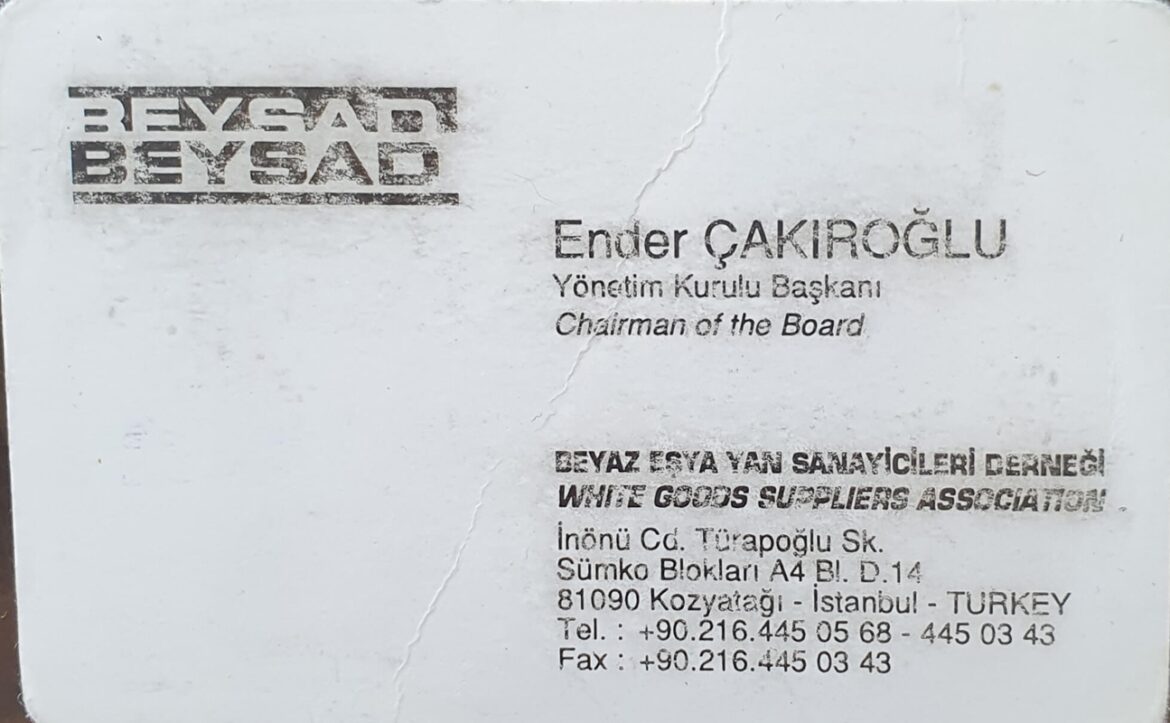 BEYSAD
BEYSAD
Ender ÇAKIROĞLU
Yönetim Kurulu Başkanı
Chairman of the Board
BEYAZ EŞYA YAN SANAYİCİLERİ DERNEĞİ
WHITE GOODS SUPPLIERS ASSOCIATION
İnönü Cd. Türapoğlu Sk.
Sümko Blokları A4 Bl. D.14
81090 Kozyatağı - İstanbul - TURKEY
Tel. : +90.216.445 05 68 - 445 03 43
Fax : +90.216.445 03 43